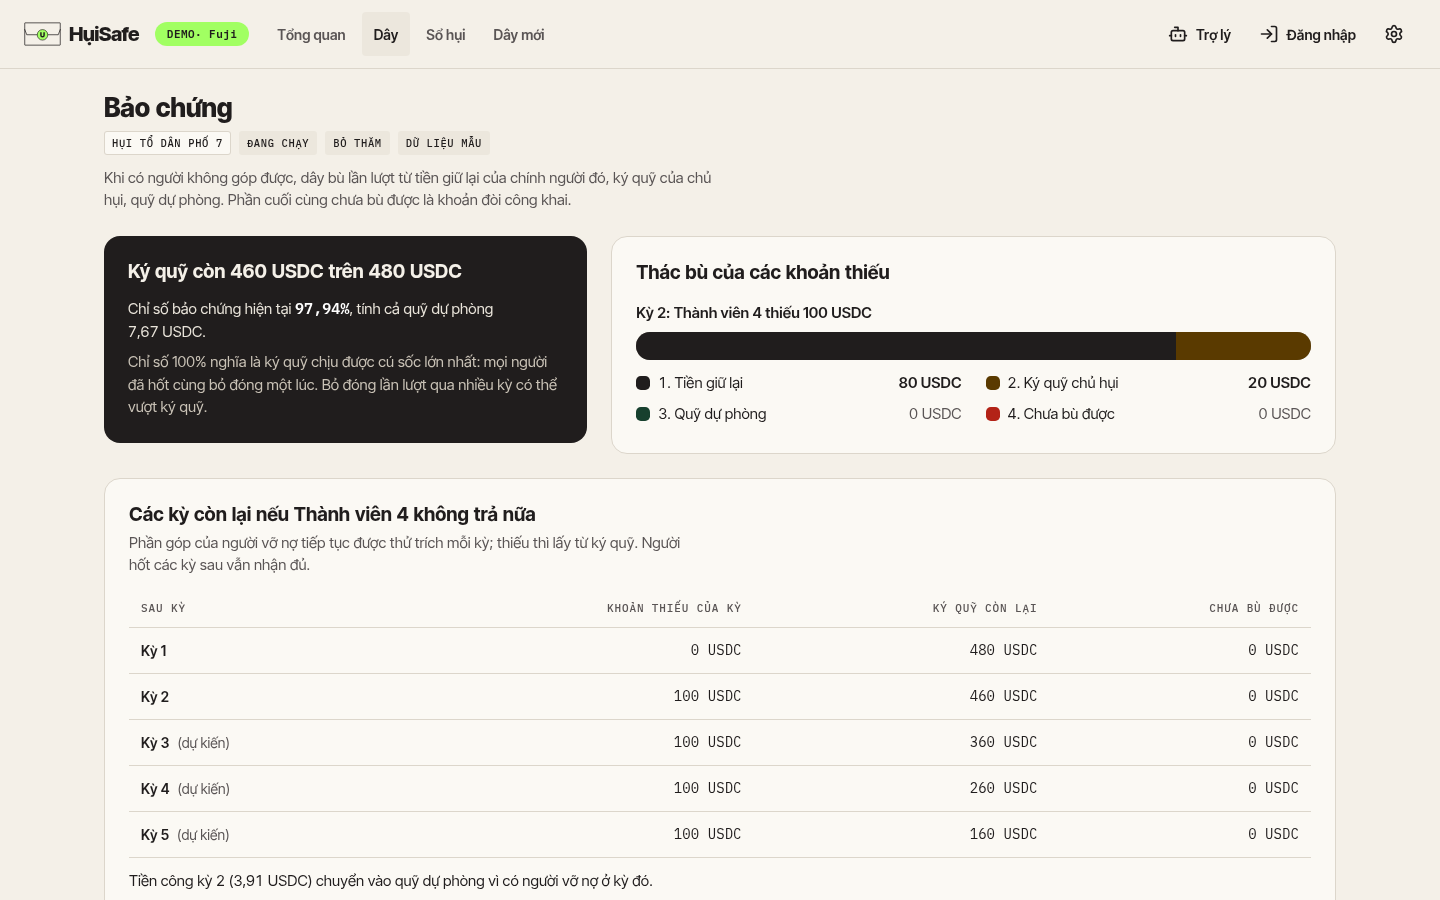 HụiSafe
DEMO· Fuji
Tổng quan
Dây
Sổ hụi
Dây mới
Trợ lý
Đăng nhập
Bảo chứng
HỤI TỔ DÂN PHỐ 7
ĐANG CHẠY
BỎ THĂM
DỮ LIỆU MẪU
Khi có người không góp được, dây bù lần lượt từ tiền giữ lại của chính người đó, ký quỹ của chủ
hụi, quỹ dự phòng. Phần cuối cùng chưa bù được là khoản đòi công khai.
Ký quỹ còn 460 USDC trên 480 USDC
Chỉ số bảo chứng hiện tại 97,94%, tính cả quỹ dự phòng
7,67 USDC.
Chỉ số 100% nghĩa là ký quỹ chịu được cú sốc lớn nhất: mọi người
đã hốt cùng bỏ đóng một lúc. Bỏ đóng lần lượt qua nhiều kỳ có thể
vượt ký quỹ.
Thác bù của các khoản thiếu
Kỳ 2: Thành viên 4 thiếu 100 USDC
1. Tiền giữ lại 80 USDC
2. Ký quỹ chủ hụi 20 USDC
3. Quỹ dự phòng 0 USDC
4. Chưa bù được 0 USDC
Các kỳ còn lại nếu Thành viên 4 không trả nữa
Phần góp của người vỡ nợ tiếp tục được thử trích mỗi kỳ; thiếu thì lấy từ ký quỹ. Người
hốt các kỳ sau vẫn nhận đủ.
SAU KỲ KHOẢN THIẾU CỦA KỲ KÝ QUỸ CÒN LẠI CHƯA BÙ ĐƯỢC
Kỳ 1 0 USDC 480 USDC 0 USDC
Kỳ 2 100 USDC 460 USDC 0 USDC
Kỳ 3 (dự kiến) 100 USDC 360 USDC 0 USDC
Kỳ 4 (dự kiến) 100 USDC 260 USDC 0 USDC
Kỳ 5 (dự kiến) 100 USDC 160 USDC 0 USDC
Tiền công kỳ 2 (3,91 USDC) chuyển vào quỹ dự phòng vì có người vỡ nợ ở kỳ đó.